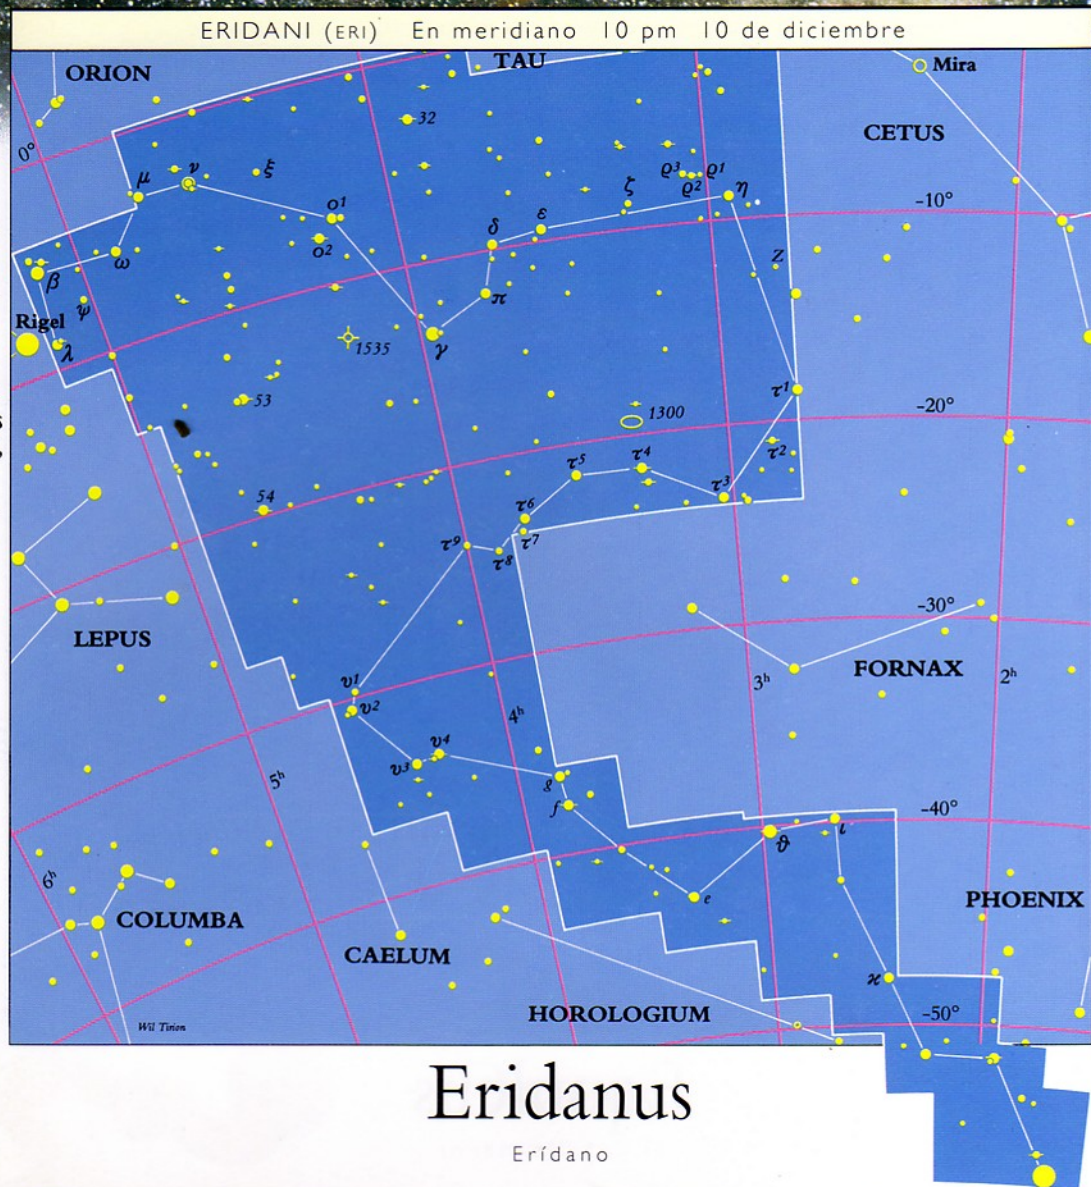 ERIDANI (ERI) En meridiano 10 pm 10 de diciembre
ORION
TAU
Mira
32
CETUS
0°
μ
ν
ξ
ο¹
ο²
ζ
ϱ³
ϱ²
ϱ¹
η
-10°
δ
ε
ω
β
ψ
Z
π
Rigel
λ
γ
1535
53
τ¹
1300
-20°
τ²
τ⁵
τ⁴
τ³
54
τ⁶
τ⁷
τ⁹
τ⁸
-30°
LEPUS
FORNAX
3h
2h
υ¹
υ²
4h
υ⁴
υ³
g
f
5h
-40°
ϑ
ι
6h
e
PHOENIX
COLUMBA
CAELUM
ϰ
HOROLOGIUM
-50°
Wil Tirion
Eridanus
Erídano